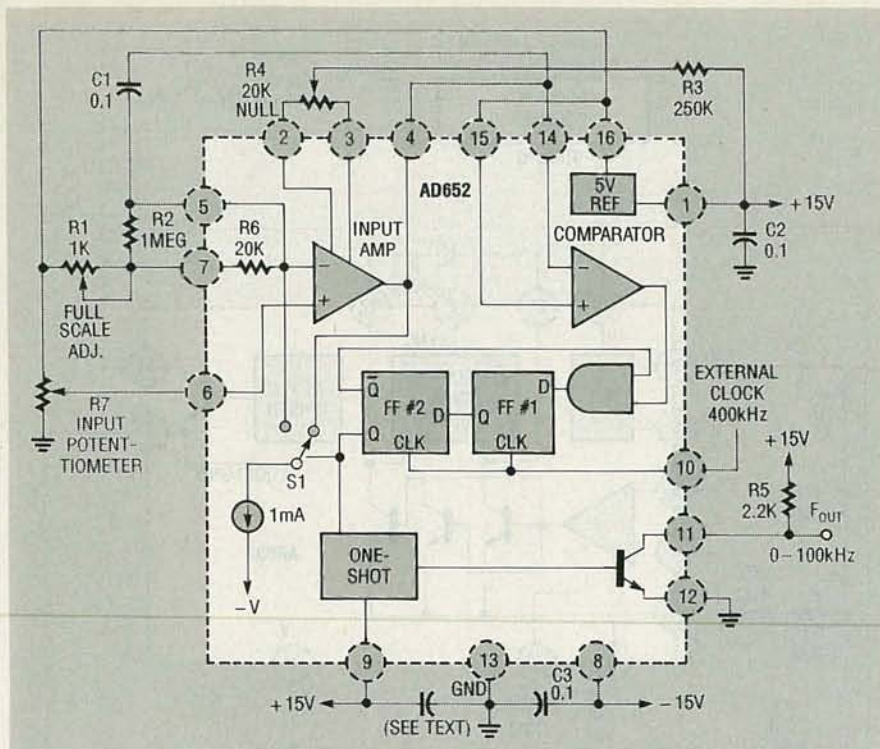 C1
0.1
R4
20K
NULL
R3
250K
2
3
4
15
14
16
AD652
5V
REF
1
+15V
C2
0.1
5
R1
1K
R2
1MEG
7
R6
20K
INPUT
AMP
−
+
COMPARATOR
−
+
FULL
SCALE
ADJ.
6
R7
INPUT
POTEN-
TIOMETER
Q̅
FF #2
D
Q
CLK
D
FF #1
Q
CLK
EXTERNAL
CLOCK
400kHz
10
+15V
R5
2.2K
S1
1mA
−V
ONE-
SHOT
11
FOUT
0−100kHz
12
9
13
8
+15V
GND
C3
0.1
−15V
(SEE TEXT)